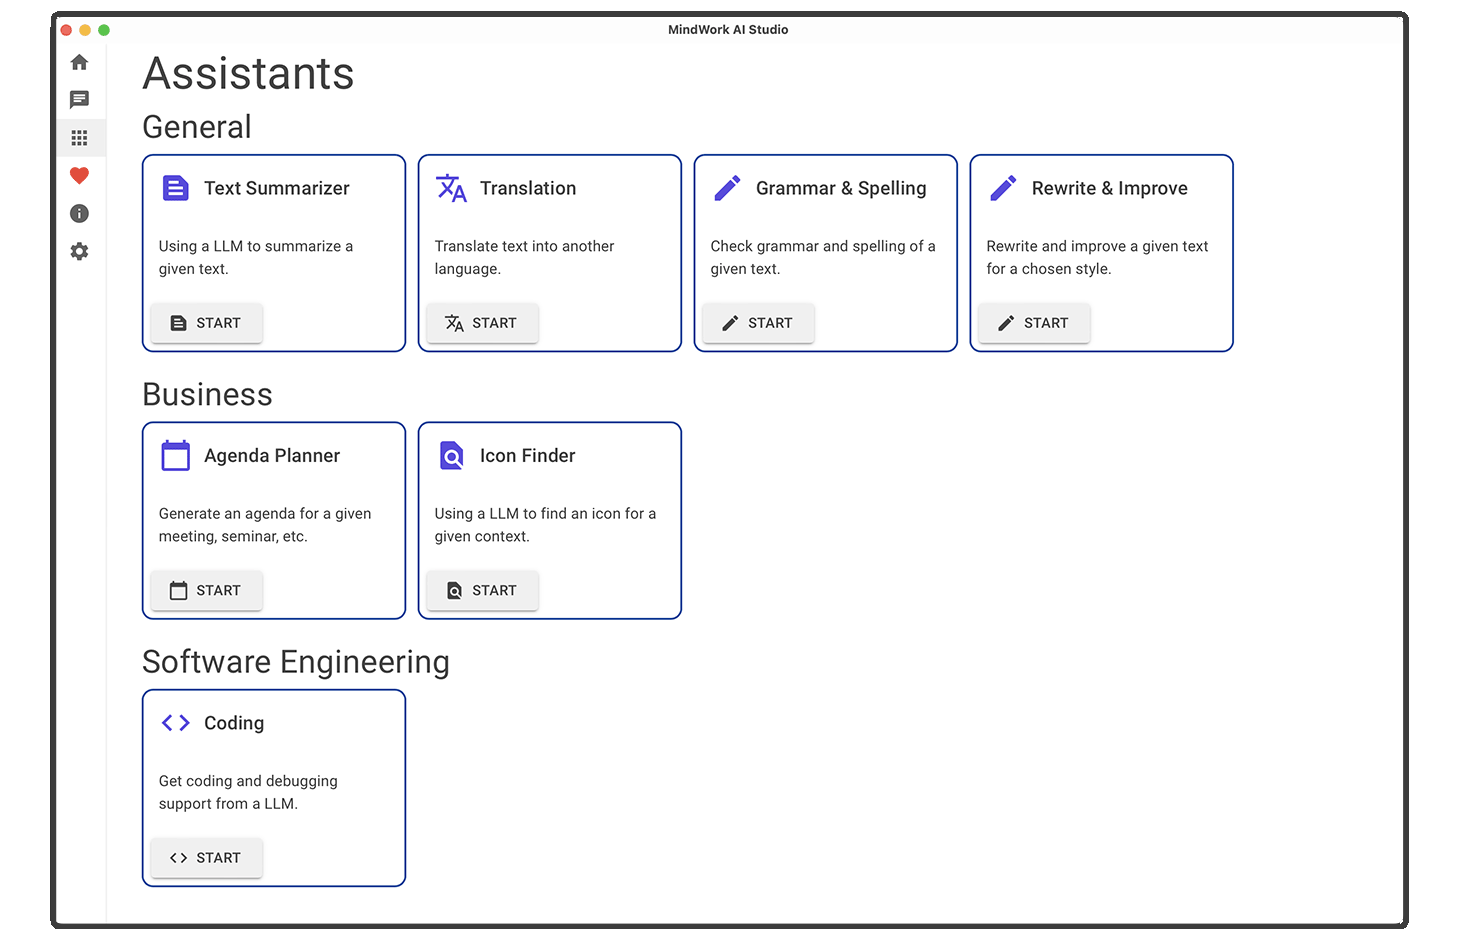 MindWork AI Studio
Assistants
General
Text Summarizer
Using a LLM to summarize a
given text.
START
Translation
Translate text into another
language.
START
Grammar & Spelling
Check grammar and spelling of a
given text.
START
Rewrite & Improve
Rewrite and improve a given text
for a chosen style.
START
Business
Agenda Planner
Generate an agenda for a given
meeting, seminar, etc.
START
Icon Finder
Using a LLM to find an icon for a
given context.
START
Software Engineering
Coding
Get coding and debugging
support from a LLM.
START